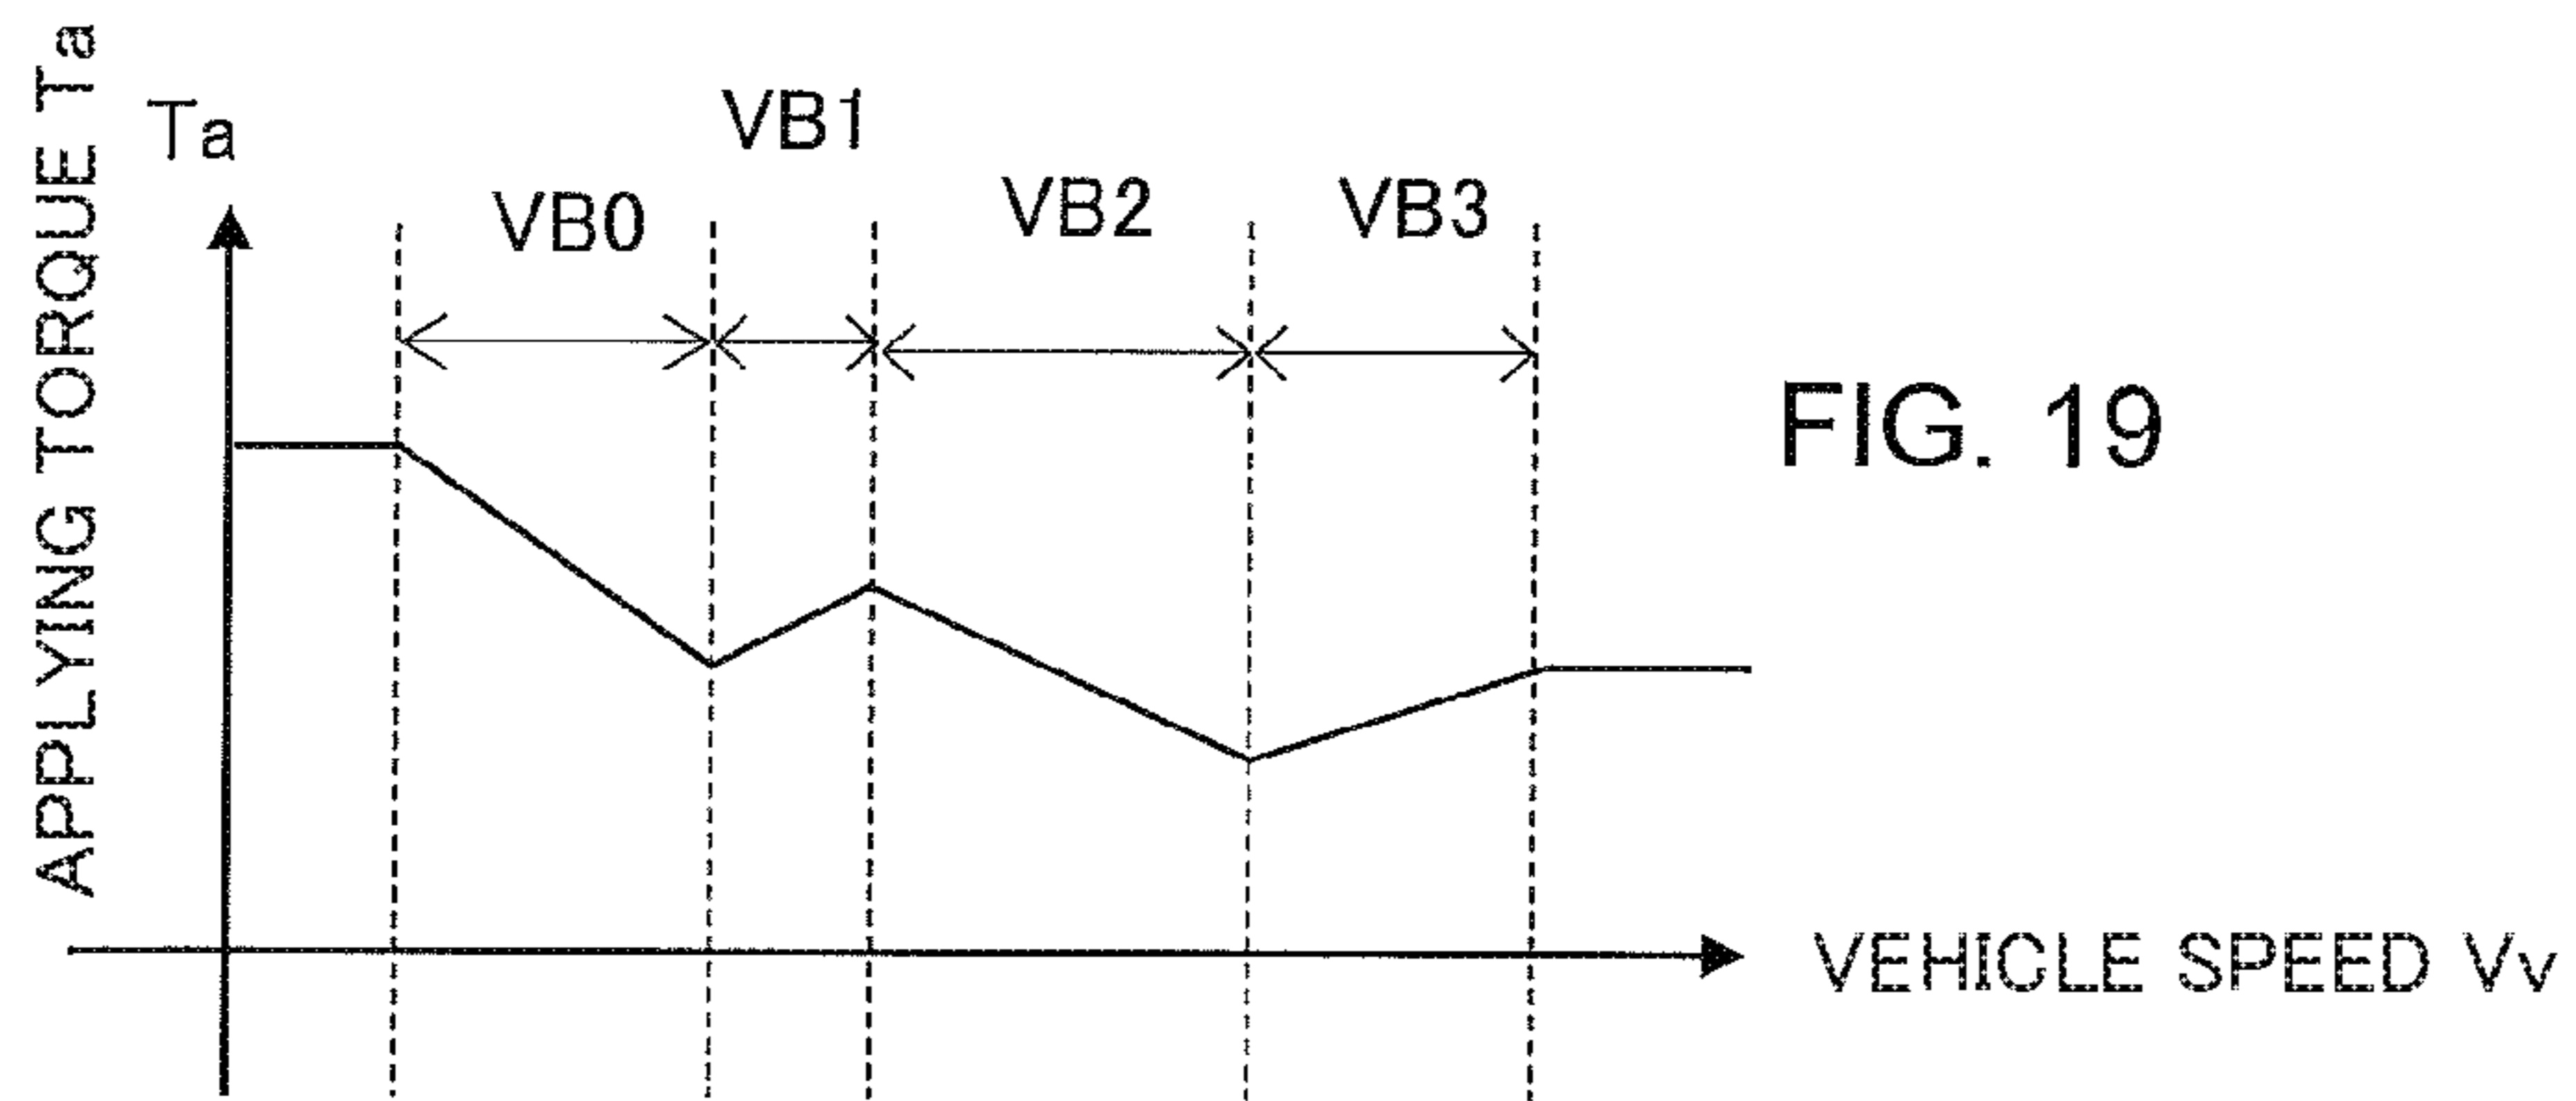 APPLYING TORQUE Ta
Ta
VB0
VB1
VB2
VB3
FIG. 19
VEHICLE SPEED Vv